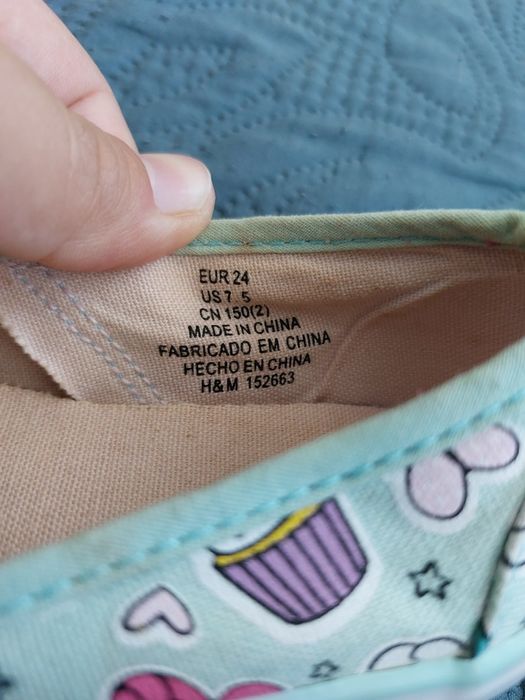 EUR 24
US 7 5
CN 150(2)
MADE IN CHINA
FABRICADO EM CHINA
HECHO EN CHINA
H&M 152663